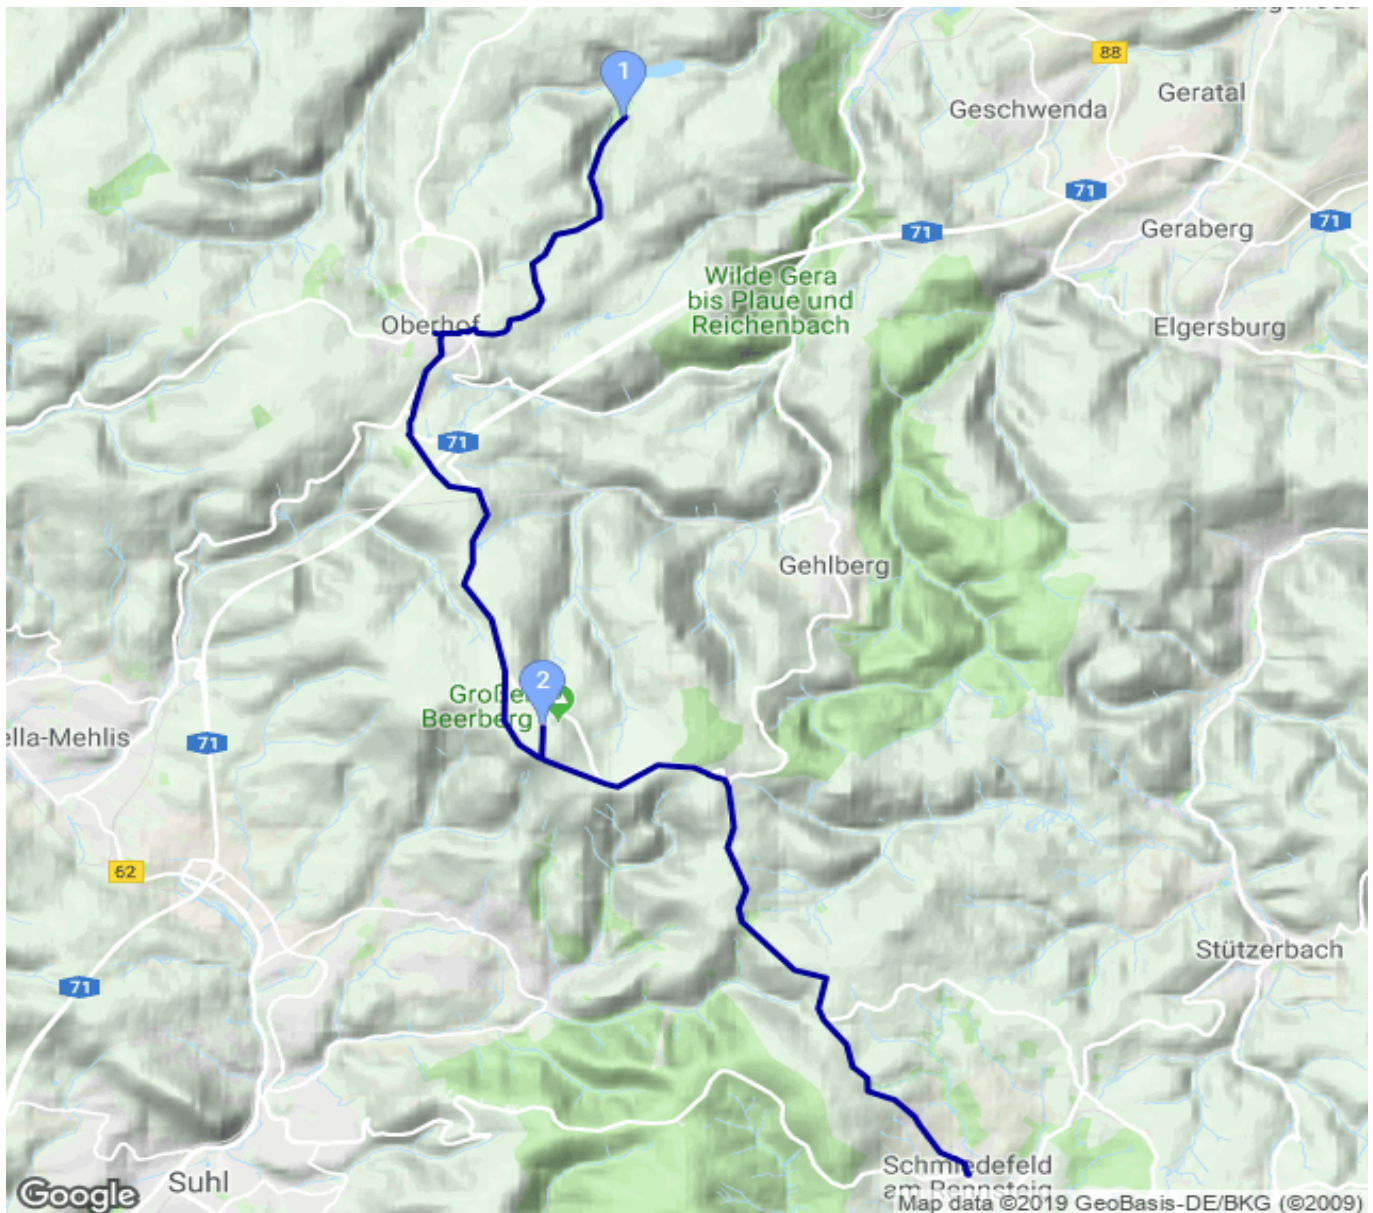 88
1
Geratal
Geschwenda
71
71
71
Geraberg
Wilde Gera
bis Plaue und
Reichenbach
Oberhof
Elgersburg
71
Gehlberg
2
Beerberg
ella-Mehlis
71
62
Stützerbach
71
Schmiedefeld
am Rennsteig
Suhl
Google
Map data ©2019 GeoBasis-DE/BKG (©2009)